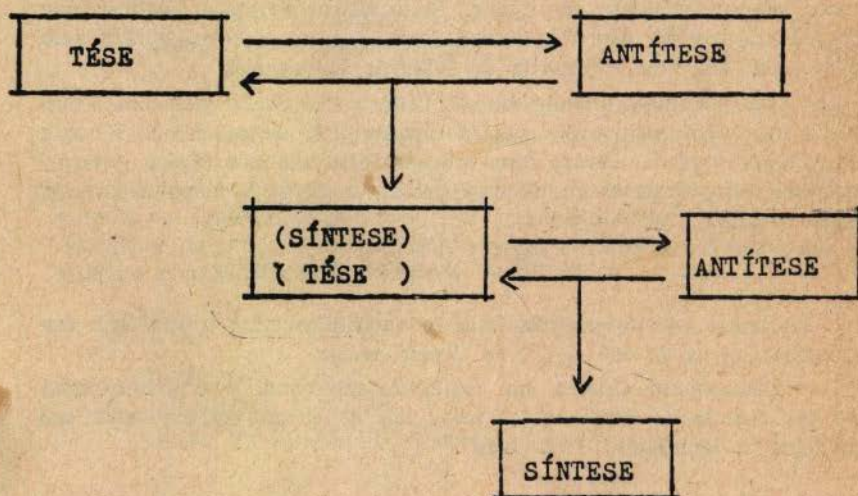 TÉSE
ANTÍTESE
(SÍNTESE)
( TÉSE )
ANTÍTESE
SÍNTESE